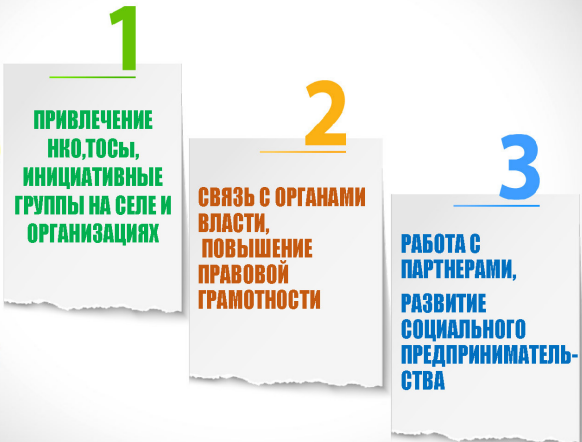 1
ПРИВЛЕЧЕНИЕ
НКО,ТОСы,
ИНИЦИАТИВНЫЕ
ГРУППЫ НА СЕЛЕ И
ОРГАНИЗАЦИЯХ
2
СВЯЗЬ С ОРГАНАМИ
ВЛАСТИ,
ПОВЫШЕНИЕ
ПРАВОВОЙ
ГРАМОТНОСТИ
3
РАБОТА С
ПАРТНЕРАМИ,
РАЗВИТИЕ
СОЦИАЛЬНОГО
ПРЕДПРИНИМАТЕЛЬ-
СТВА